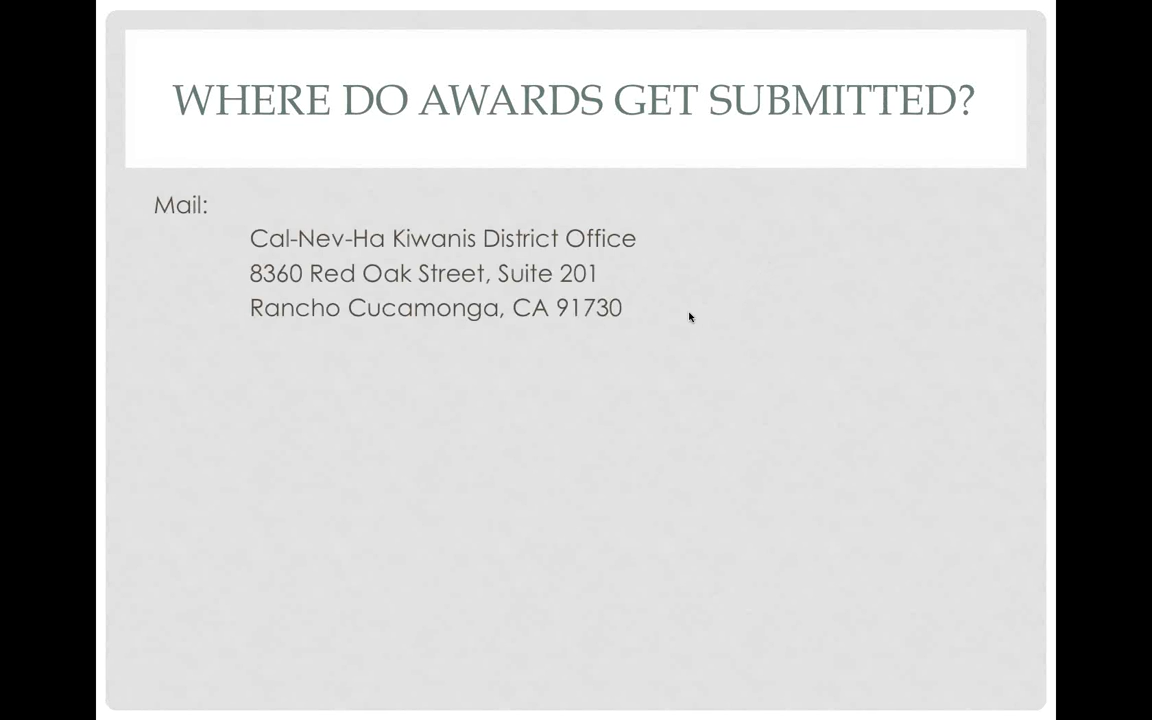 WHERE DO AWARDS GET SUBMITTED?
Mail:
Cal-Nev-Ha Kiwanis District Office
8360 Red Oak Street, Suite 201
Rancho Cucamonga, CA 91730